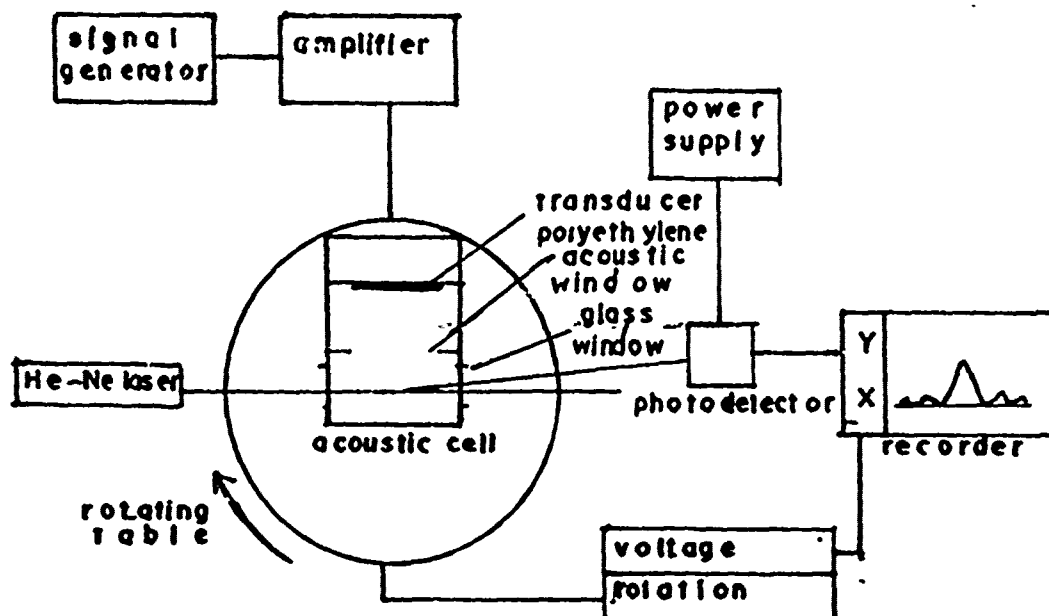 signal
generator
amplifier
power
supply
transducer
poryethylene
acoustic
window
glass
window
He-Ne laser
photodetector
Y
X
recorder
acoustic cell
rotating
table
voltage
rotation